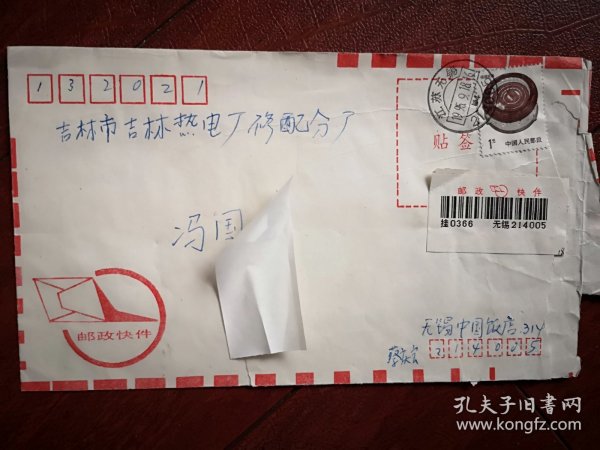 132021
吉林市吉林热电厂修配分厂
冯国
贴签
1元
中国人民邮政
邮政快件
挂0366 无锡214005
邮政快件
无锡中国饭店314
214005
孔夫子旧书网
www.kongfz.com